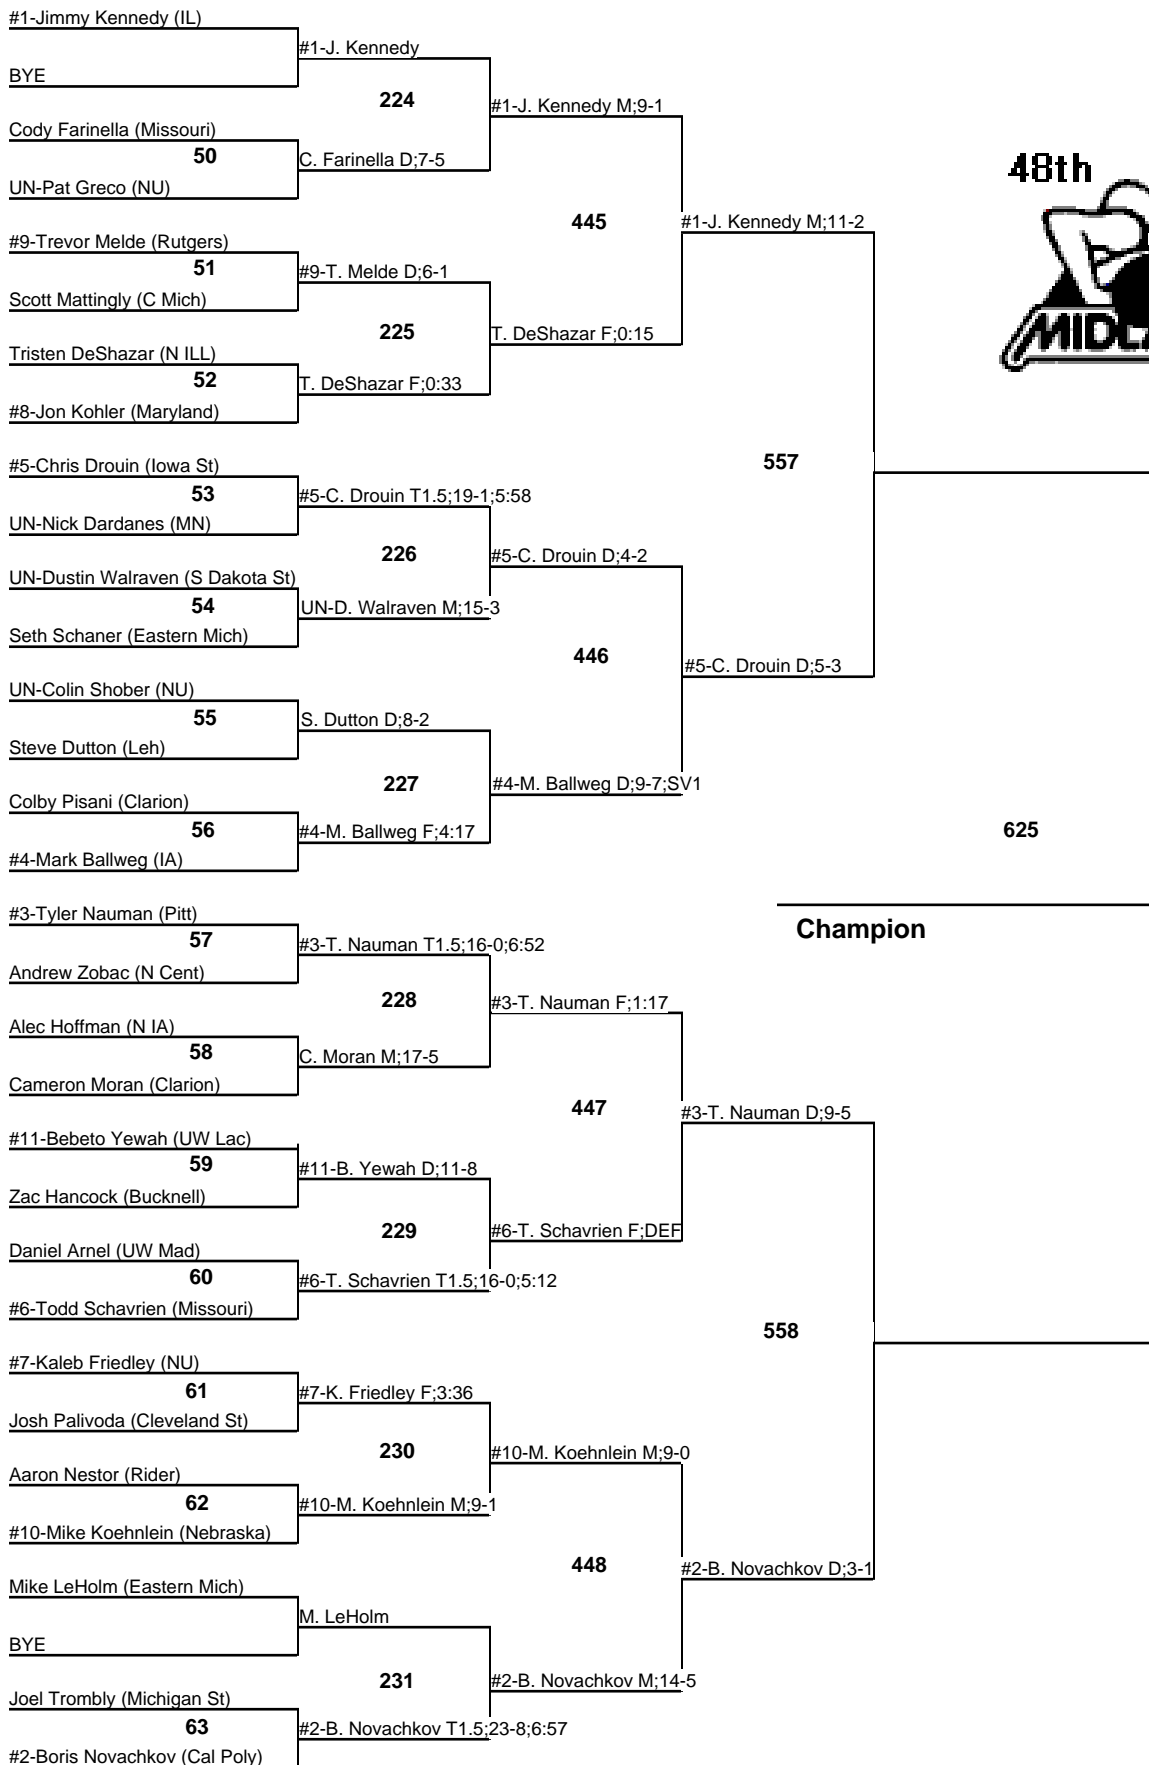 #1-Jimmy Kennedy (IL)
#1-J. Kennedy
BYE
224
#1-J. Kennedy M;9-1
Cody Farinella (Missouri)
50
C. Farinella D;7-5
UN-Pat Greco (NU)
48th
445
#1-J. Kennedy M;11-2
#9-Trevor Melde (Rutgers)
51
#9-T. Melde D;6-1
Scott Mattingly (C Mich)
225
T. DeShazar F;0:15
Tristen DeShazar (N ILL)
52
T. DeShazar F;0:33
#8-Jon Kohler (Maryland)
557
#5-Chris Drouin (Iowa St)
53
#5-C. Drouin T1.5;19-1;5:58
UN-Nick Dardanes (MN)
226
#5-C. Drouin D;4-2
UN-Dustin Walraven (S Dakota St)
54
UN-D. Walraven M;15-3
Seth Schaner (Eastern Mich)
446
#5-C. Drouin D;5-3
UN-Colin Shober (NU)
55
S. Dutton D;8-2
Steve Dutton (Leh)
227
#4-M. Ballweg D;9-7;SV1
Colby Pisani (Clarion)
56
#4-M. Ballweg F;4:17
#4-Mark Ballweg (IA)
625
Champion
#3-Tyler Nauman (Pitt)
57
#3-T. Nauman T1.5;16-0;6:52
Andrew Zobac (N Cent)
228
#3-T. Nauman F;1:17
Alec Hoffman (N IA)
58
C. Moran M;17-5
Cameron Moran (Clarion)
447
#3-T. Nauman D;9-5
#11-Bebeto Yewah (UW Lac)
59
#11-B. Yewah D;11-8
Zac Hancock (Bucknell)
229
#6-T. Schavrien F;DEF
Daniel Arnel (UW Mad)
60
#6-T. Schavrien T1.5;16-0;5:12
#6-Todd Schavrien (Missouri)
558
#7-Kaleb Friedley (NU)
61
#7-K. Friedley F;3:36
Josh Palivoda (Cleveland St)
230
#10-M. Koehnlein M;9-0
Aaron Nestor (Rider)
62
#10-M. Koehnlein M;9-1
#10-Mike Koehnlein (Nebraska)
448
#2-B. Novachkov D;3-1
Mike LeHolm (Eastern Mich)
M. LeHolm
BYE
231
#2-B. Novachkov M;14-5
Joel Trombly (Michigan St)
63
#2-B. Novachkov T1.5;23-8;6:57
#2-Boris Novachkov (Cal Poly)